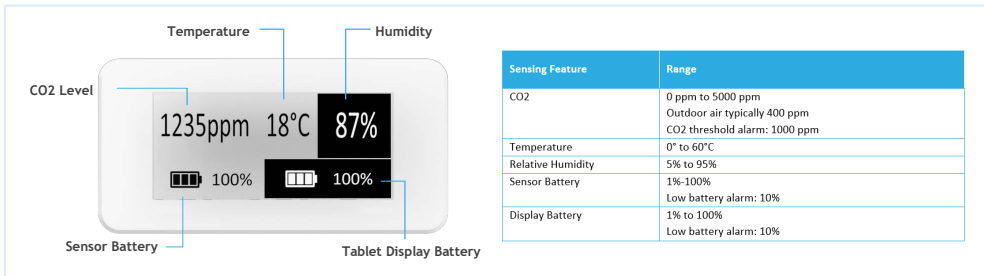 Temperature
Humidity
CO2 Level
1235ppm 18°C 87%
100% 100%
Sensor Battery
Tablet Display Battery
Sensing Feature Range
CO2 0 ppm to 5000 ppm
Outdoor air typically 400 ppm
CO2 threshold alarm: 1000 ppm
Temperature 0° to 60°C
Relative Humidity 5% to 95%
Sensor Battery 1%-100%
Low battery alarm: 10%
Display Battery 1% to 100%
Low battery alarm: 10%